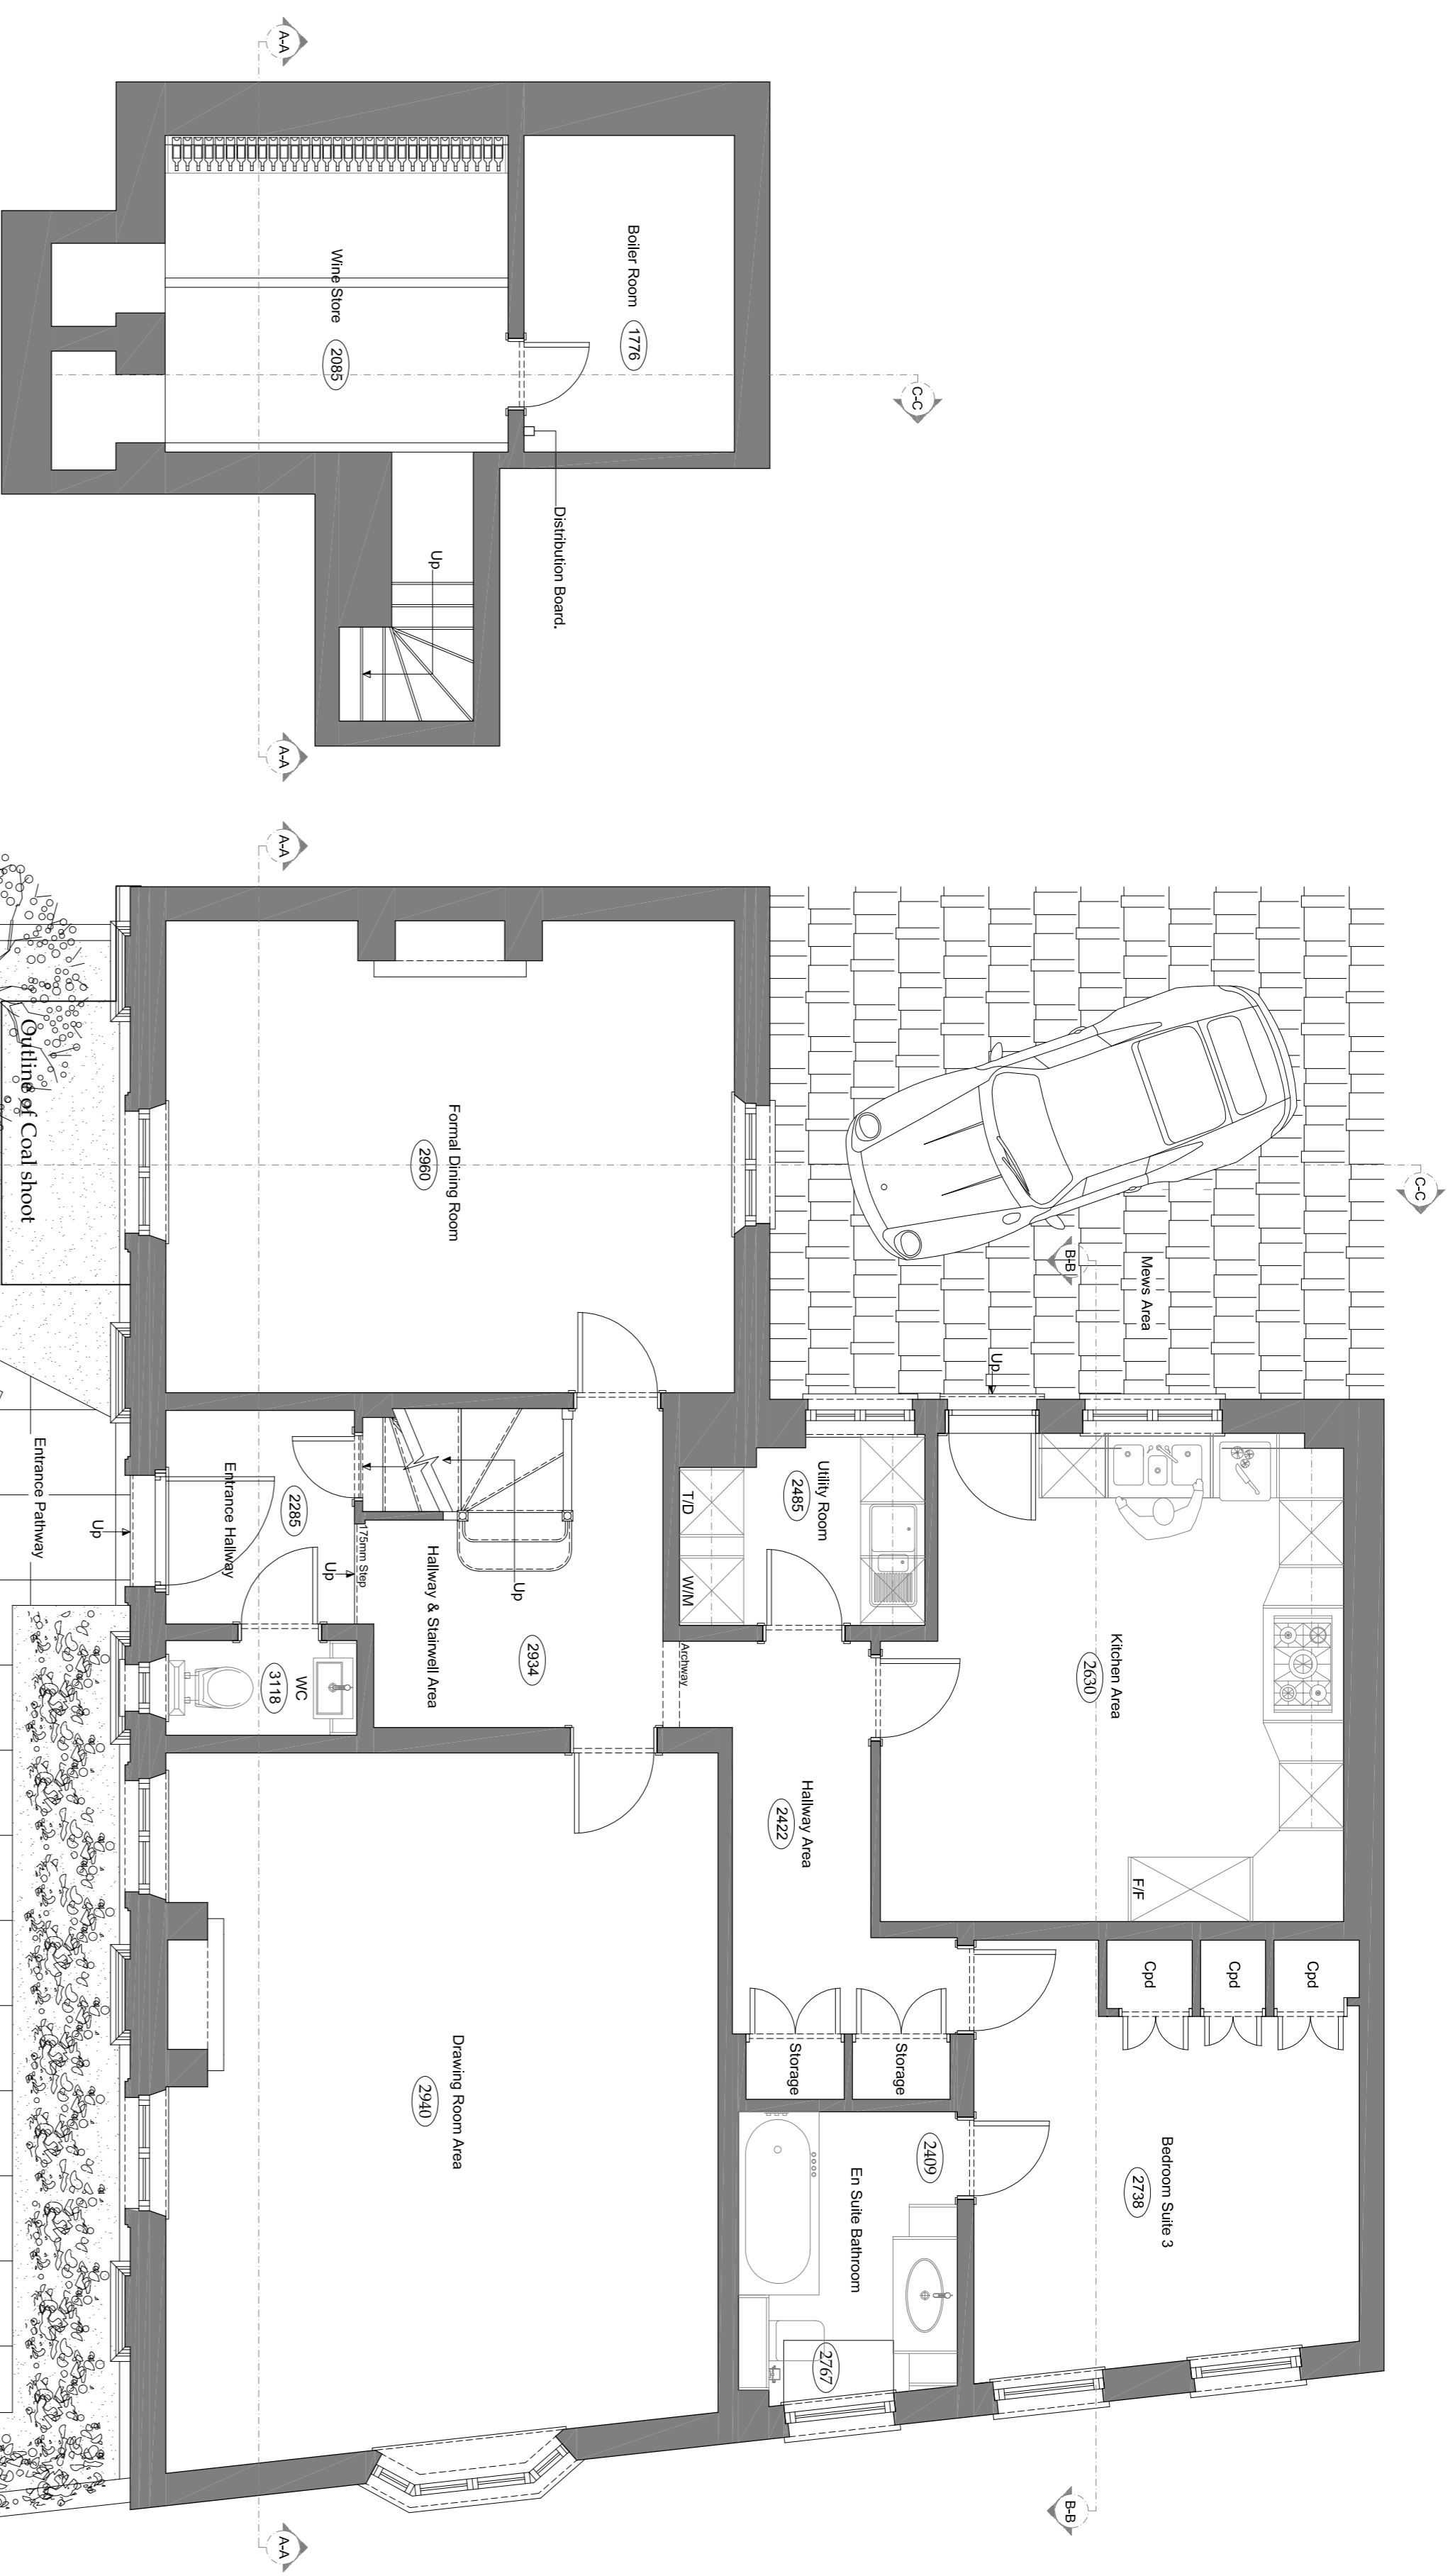 A-A
A-A
Boiler Room
1776
Wine Store
2085
C-C
Distribution Board.
Up
A-A
A-A
C-C
Mews Area
B-B
Up
Formal Dining Room
2960
Outline of Coal shoot
Utility Room
2485
T/D
W/M
Kitchen Area
2630
F/F
Entrance Hallway
2285
Up
175mm Step
Up
Hallway & Stairwell Area
2934
Up
Archway
WC
3118
Entrance Pathway
Hallway Area
2422
Cpd
Cpd
Cpd
Storage
Storage
Bedroom Suite 3
2738
2409
En Suite Bathroom
2767
Drawing Room Area
2940
B-B
A-A